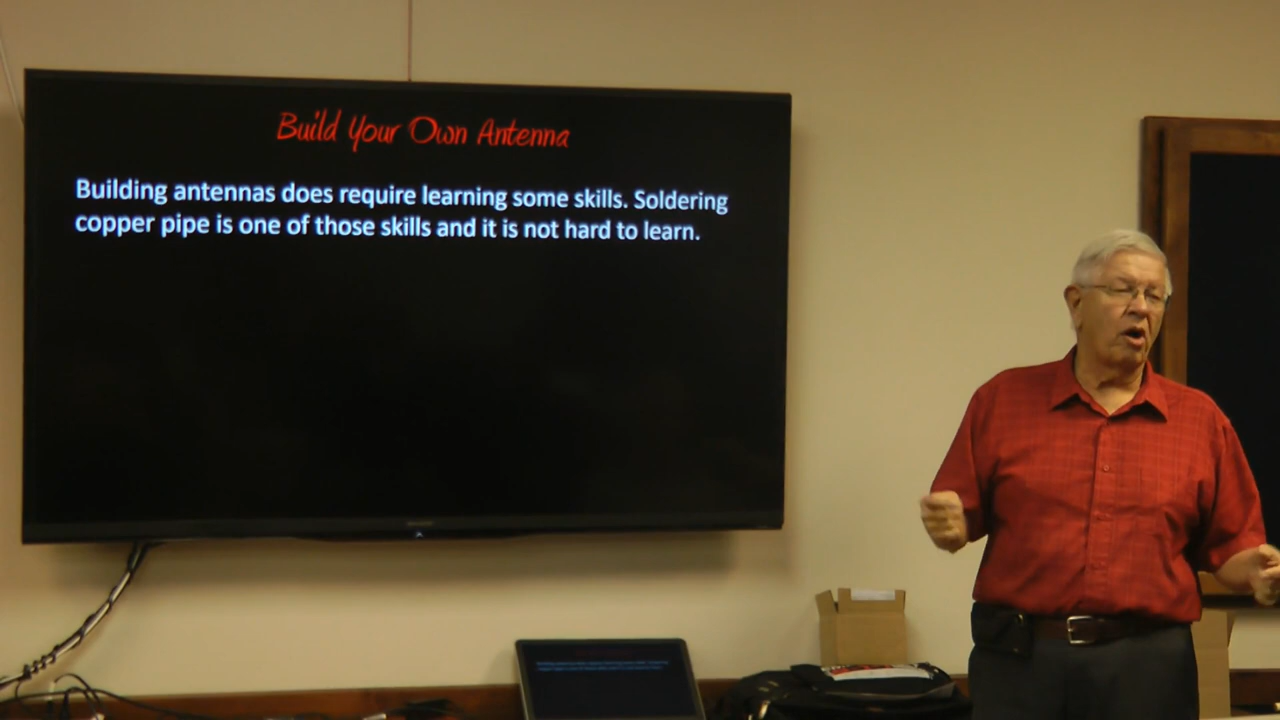 Build Your Own Antenna
Building antennas does require learning some skills. Soldering
copper pipe is one of those skills and it is not hard to learn.